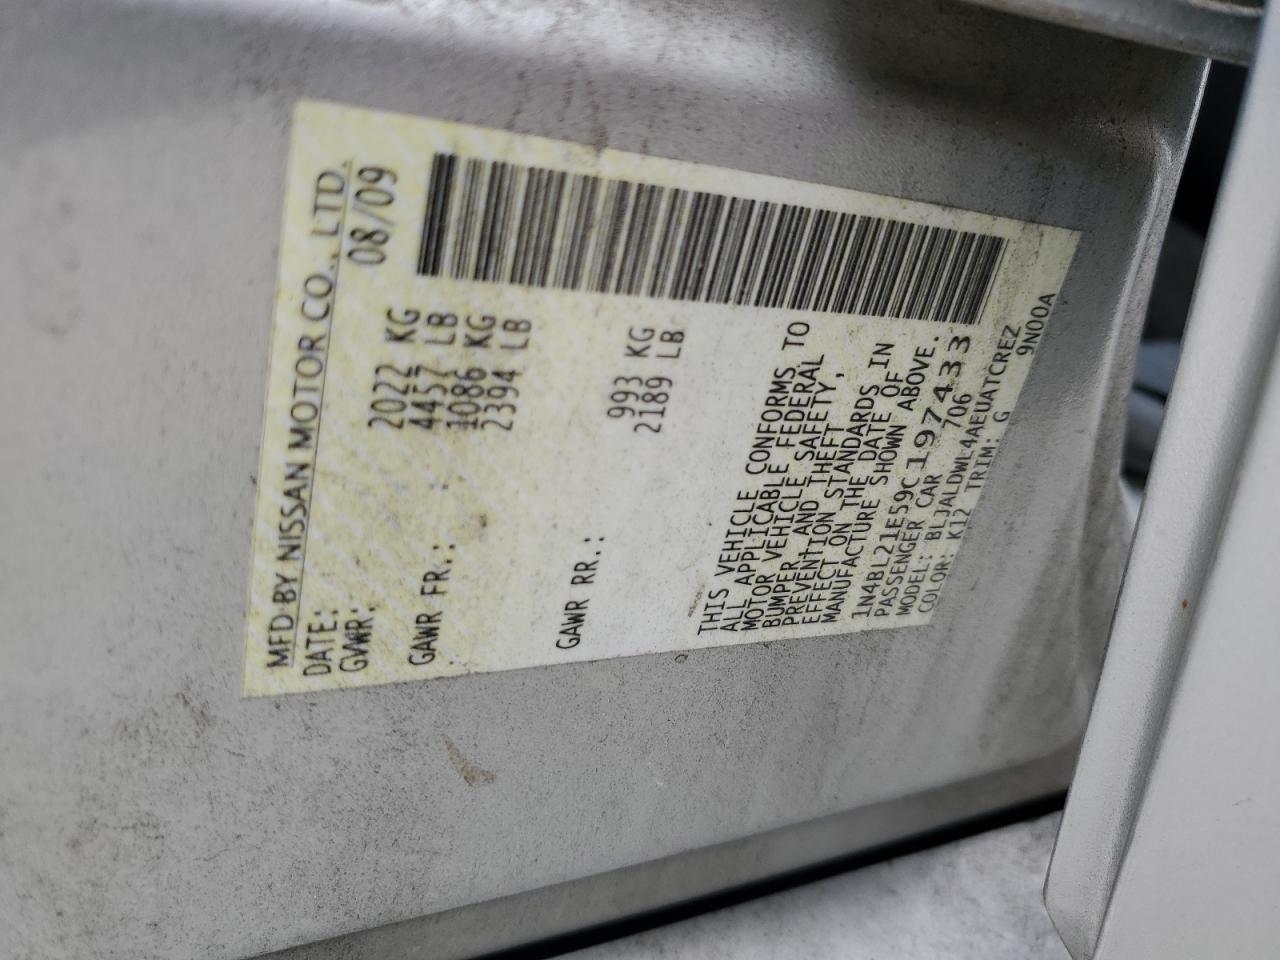 MFD BY NISSAN MOTOR CO., LTD.
DATE: 08/09
GVWR: 2022 KG
4457 LB
GAWR FR.: 1086 KG
2394 LB
GAWR RR.: 993 KG
2189 LB
THIS VEHICLE CONFORMS TO
ALL APPLICABLE FEDERAL
MOTOR VEHICLE SAFETY,
BUMPER, AND THEFT
PREVENTION STANDARDS IN
EFFECT ON THE DATE OF
MANUFACTURE SHOWN ABOVE.
1N4BL21E59C197433
PASSENGER CAR 706
MODEL: BLJALDWL4AEUATCREZ
COLOR: K12 TRIM: G 9N00A